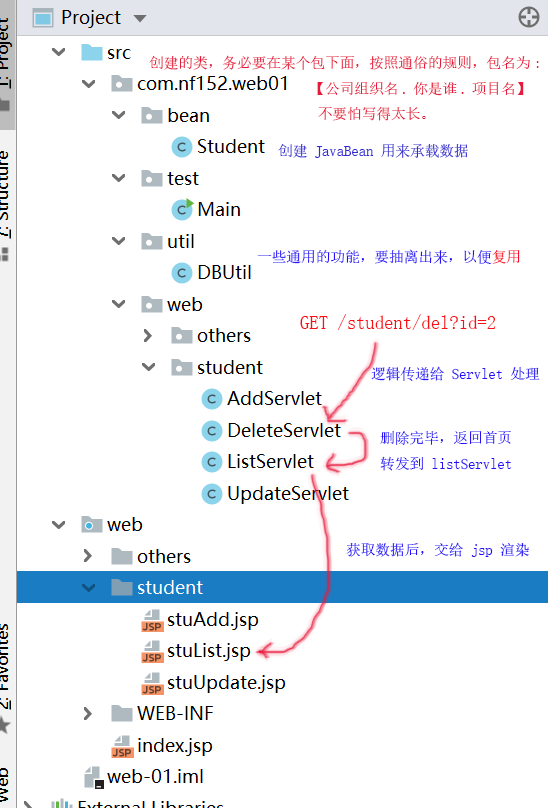 Project
1: Project
src
创建的类，务必要在某个包下面，按照通俗的规则，包名为：
com.nf152.web01
【公司组织名 . 你是谁 . 项目名】
不要怕写得太长。
bean
Student
创建 JavaBean 用来承载数据
test
7: Structure
Main
util
一些通用的功能，要抽离出来，以便复用
DBUtil
web
others
GET /student/del?id=2
student
逻辑传递给 Servlet 处理
AddServlet
DeleteServlet
删除完毕，返回首页
ListServlet
转发到 listServlet
UpdateServlet
web
others
获取数据后，交给 jsp 渲染
student
stuAdd.jsp
stuList.jsp
stuUpdate.jsp
2: Favorites
WEB-INF
index.jsp
web-01.iml
Web
External Libraries